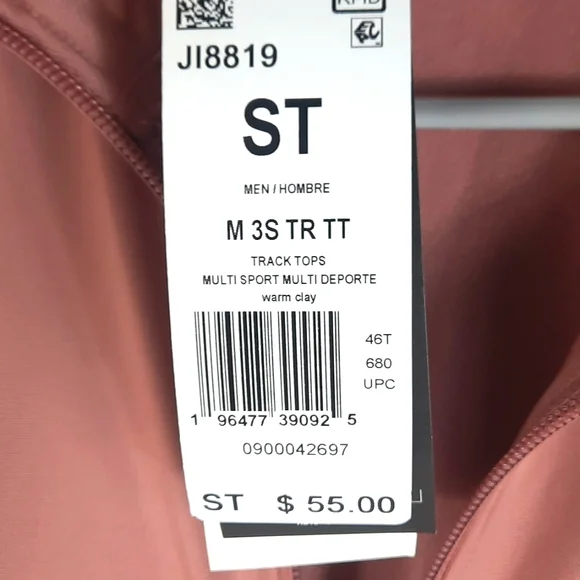 JI8819
ST
MEN / HOMBRE
M 3S TR TT
TRACK TOPS
MULTI SPORT MULTI DEPORTE
warm clay
46T
680
UPC
1 96477 39092 5
0900042697
ST $ 55.00